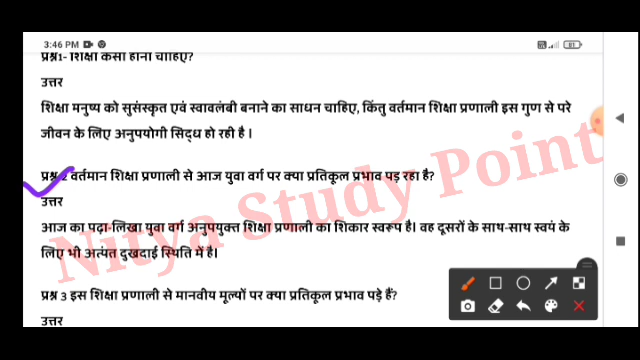 3:46 PM
81
प्रश्न1- शिक्षा कैसी होनी चाहिए?
उत्तर
शिक्षा मनुष्य को सुसंस्कृत एवं स्वावलंबी बनाने का साधन चाहिए, किंतु वर्तमान शिक्षा प्रणाली इस गुण से परे
जीवन के लिए अनुपयोगी सिद्ध हो रही है ।
प्रश्न 2 वर्तमान शिक्षा प्रणाली से आज युवा वर्ग पर क्या प्रतिकूल प्रभाव पड़ रहा है?
उत्तर
आज का पढ़ा-लिखा युवा वर्ग अनुपयुक्त शिक्षा प्रणाली का शिकार स्वरूप है। वह दूसरों के साथ-साथ स्वयं के
लिए भी अत्यंत दुखदाई स्थिति में है।
प्रश्न 3 इस शिक्षा प्रणाली से मानवीय मूल्यों पर क्या प्रतिकूल प्रभाव पड़े हैं?
उत्तर
Nitya Study Point